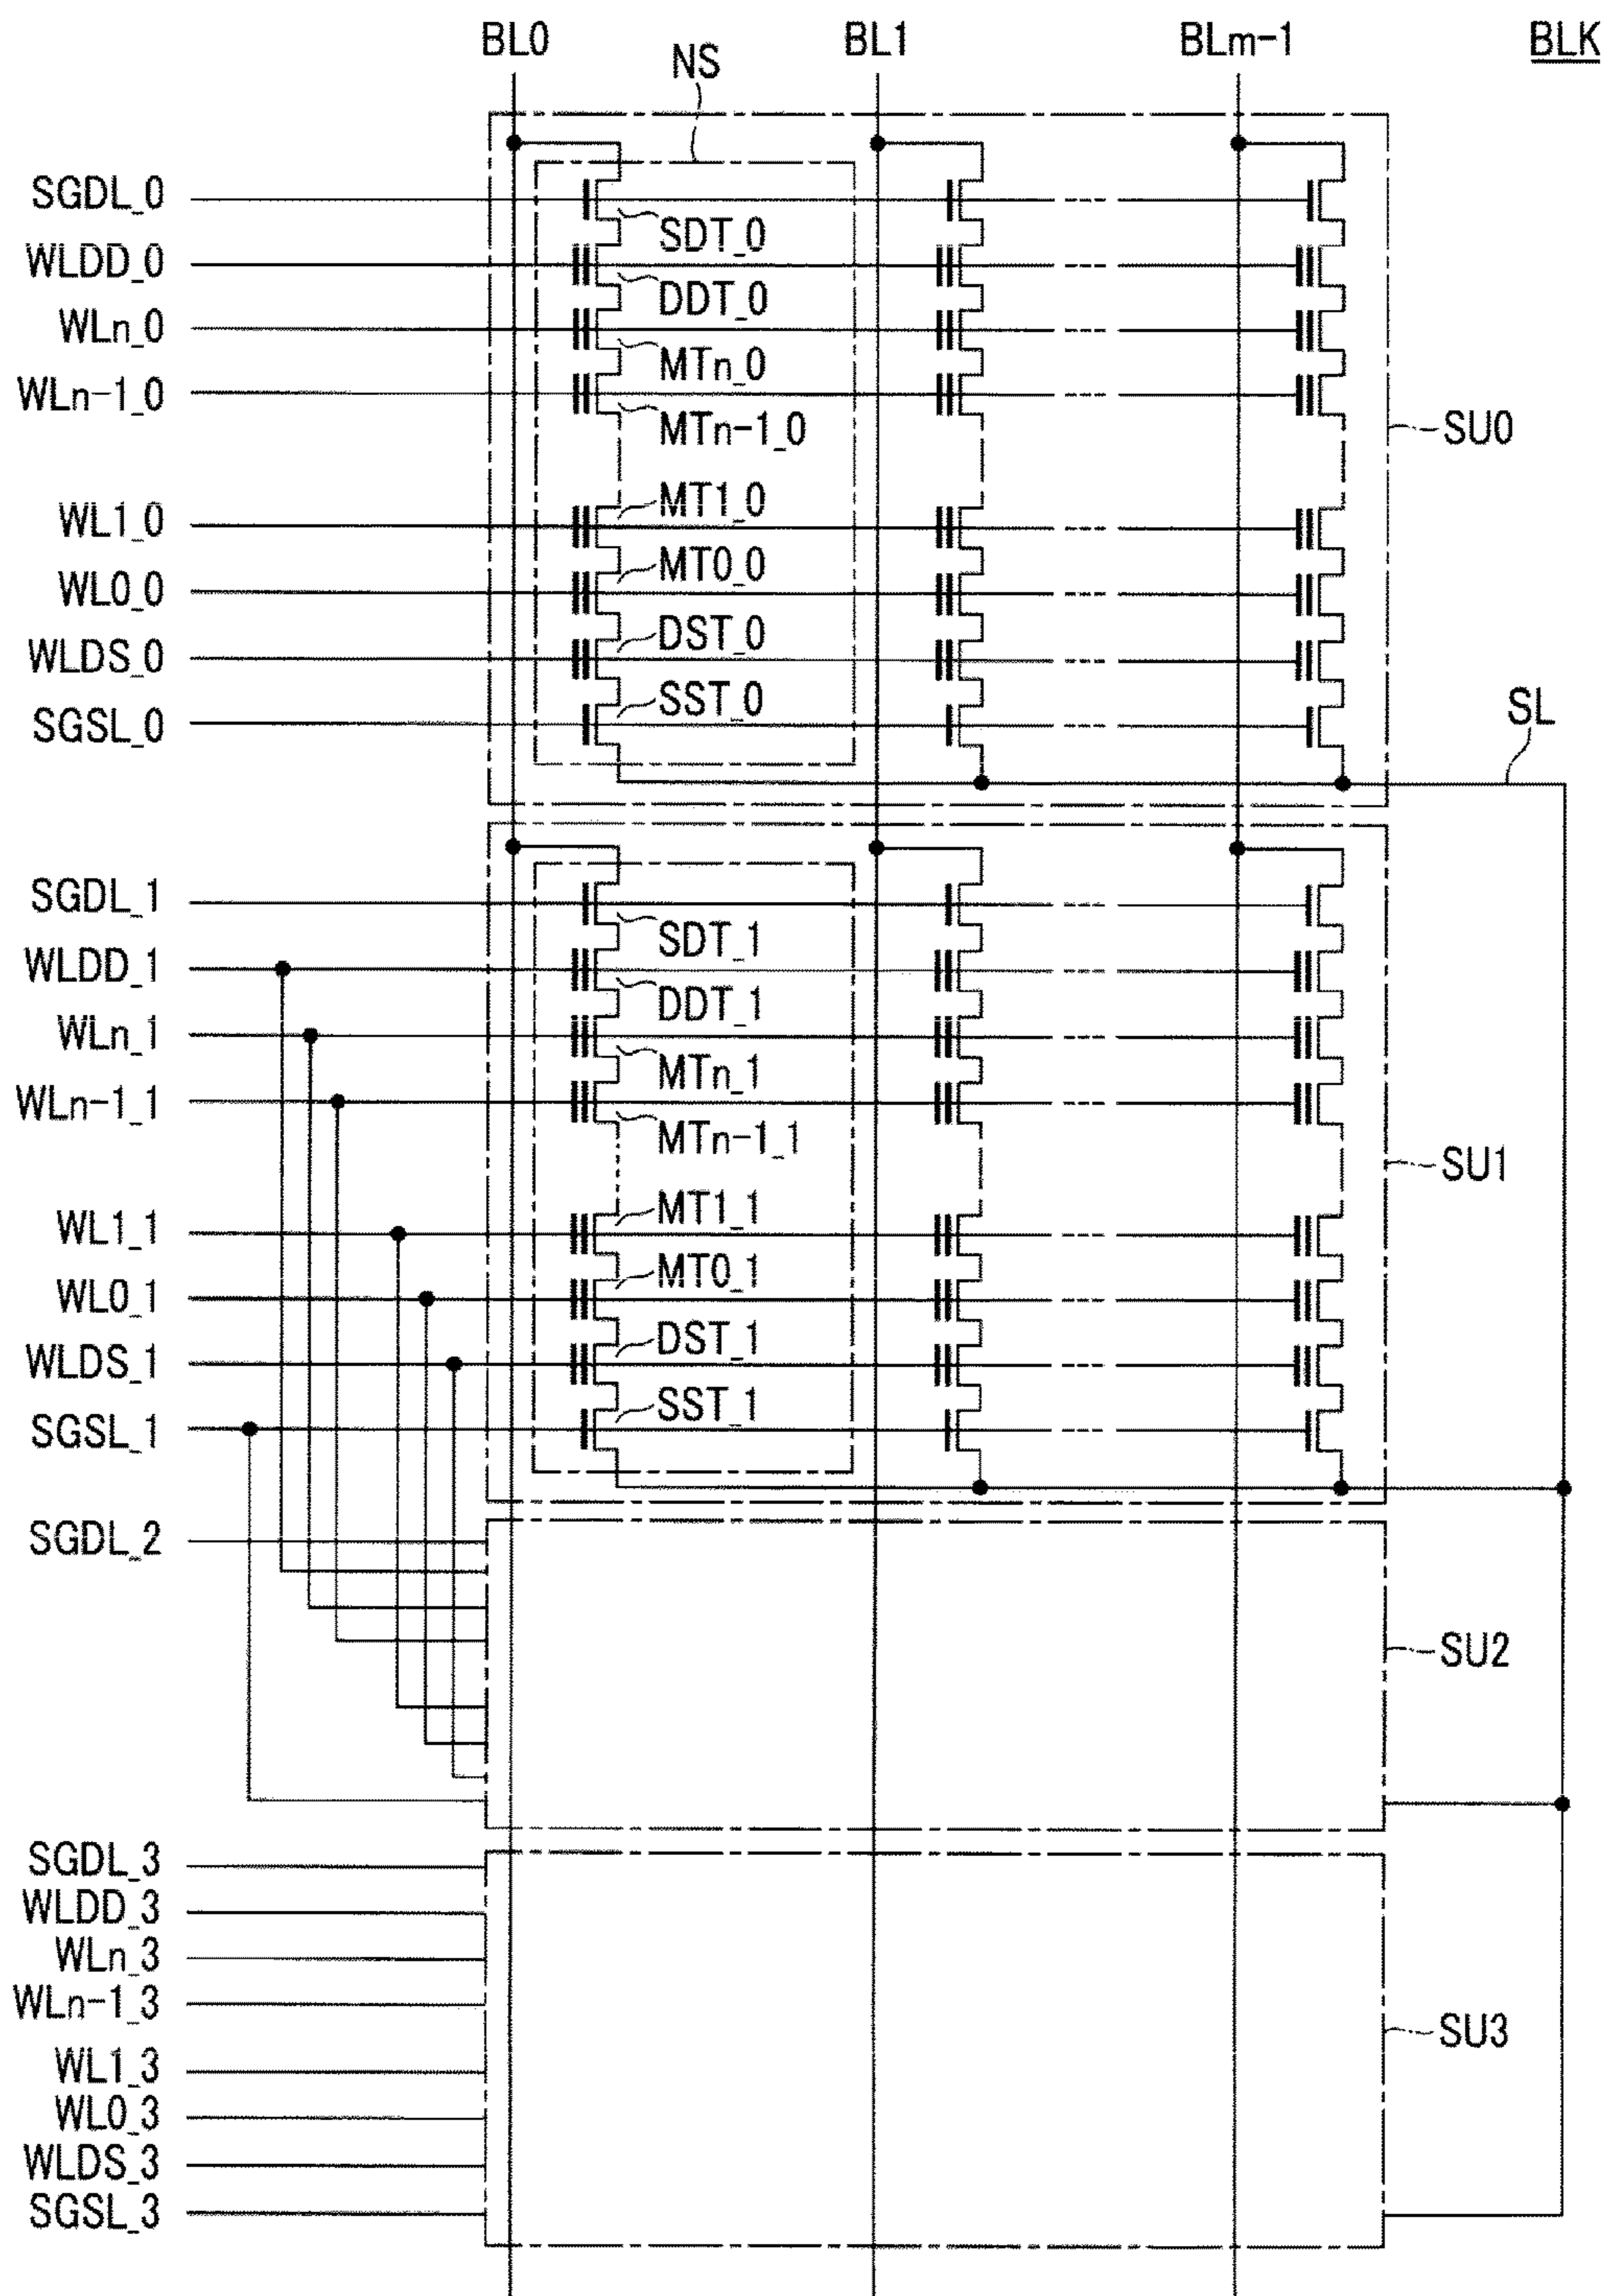 BL0 BL1 BLm-1 BLK
NS
SGDL_0
SDT_0
WLDD_0
DDT_0
WLn_0
MTn_0
WLn-1_0
MTn-1_0
SU0
MT1_0
WL1_0
MT0_0
WL0_0
DST_0
WLDS_0
SST_0
SGSL_0
SL
SGDL_1
SDT_1
WLDD_1
DDT_1
WLn_1
MTn_1
WLn-1_1
MTn-1_1
SU1
MT1_1
WL1_1
MT0_1
WL0_1
DST_1
WLDS_1
SST_1
SGSL_1
SGDL_2
SU2
SGDL_3
WLDD_3
WLn_3
WLn-1_3
SU3
WL1_3
WL0_3
WLDS_3
SGSL_3